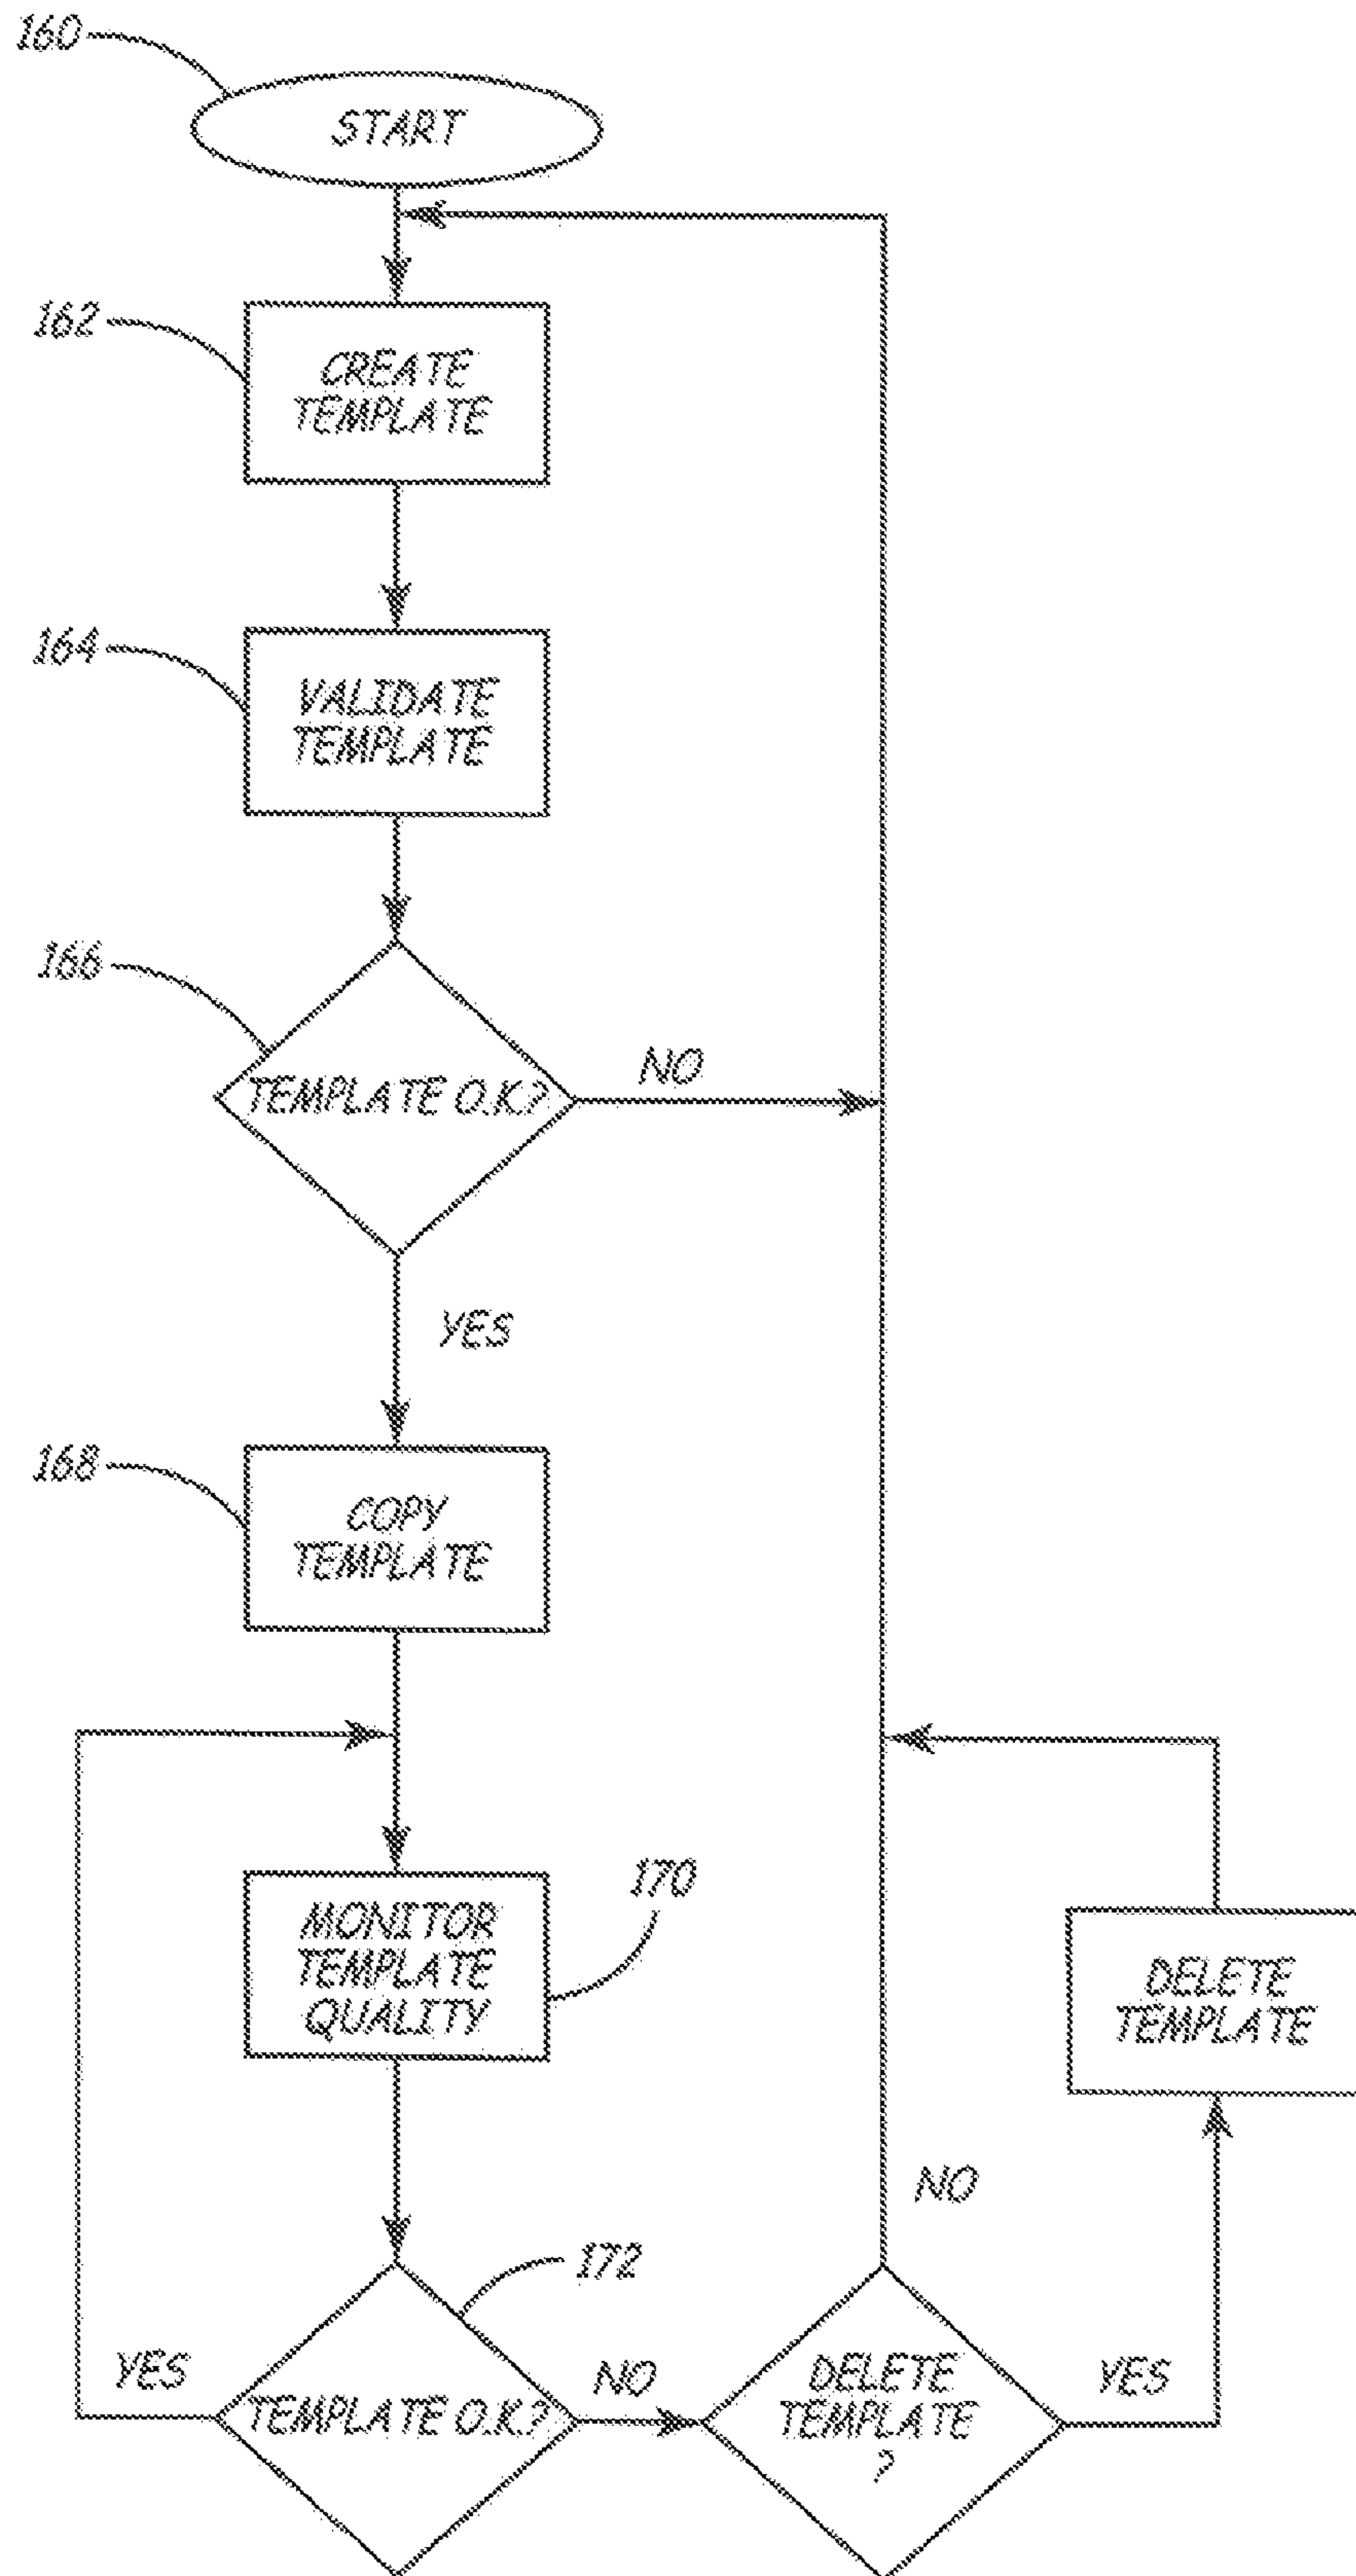 160
START
162
CREATE
TEMPLATE
164
VALIDATE
TEMPLATE
166
TEMPLATE O.K.?
NO
YES
168
COPY
TEMPLATE
170
MONITOR
TEMPLATE
QUALITY
DELETE
TEMPLATE
NO
172
YES
TEMPLATE O.K.?
NO
DELETE
TEMPLATE
?
YES